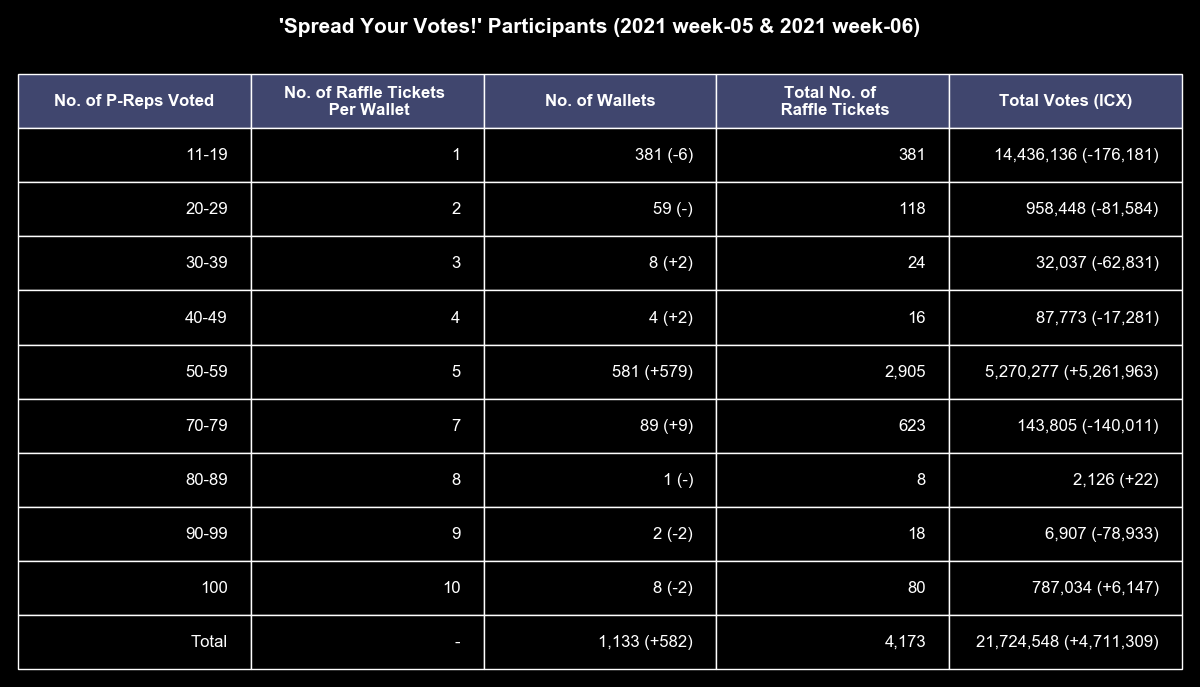 'Spread Your Votes!' Participants (2021 week-05 & 2021 week-06)
No. of P-Reps Voted No. of Raffle Tickets Per Wallet No. of Wallets Total No. of Raffle Tickets Total Votes (ICX)
11-19 1 381 (-6) 381 14,436,136 (-176,181)
20-29 2 59 (-) 118 958,448 (-81,584)
30-39 3 8 (+2) 24 32,037 (-62,831)
40-49 4 4 (+2) 16 87,773 (-17,281)
50-59 5 581 (+579) 2,905 5,270,277 (+5,261,963)
70-79 7 89 (+9) 623 143,805 (-140,011)
80-89 8 1 (-) 8 2,126 (+22)
90-99 9 2 (-2) 18 6,907 (-78,933)
100 10 8 (-2) 80 787,034 (+6,147)
Total - 1,133 (+582) 4,173 21,724,548 (+4,711,309)